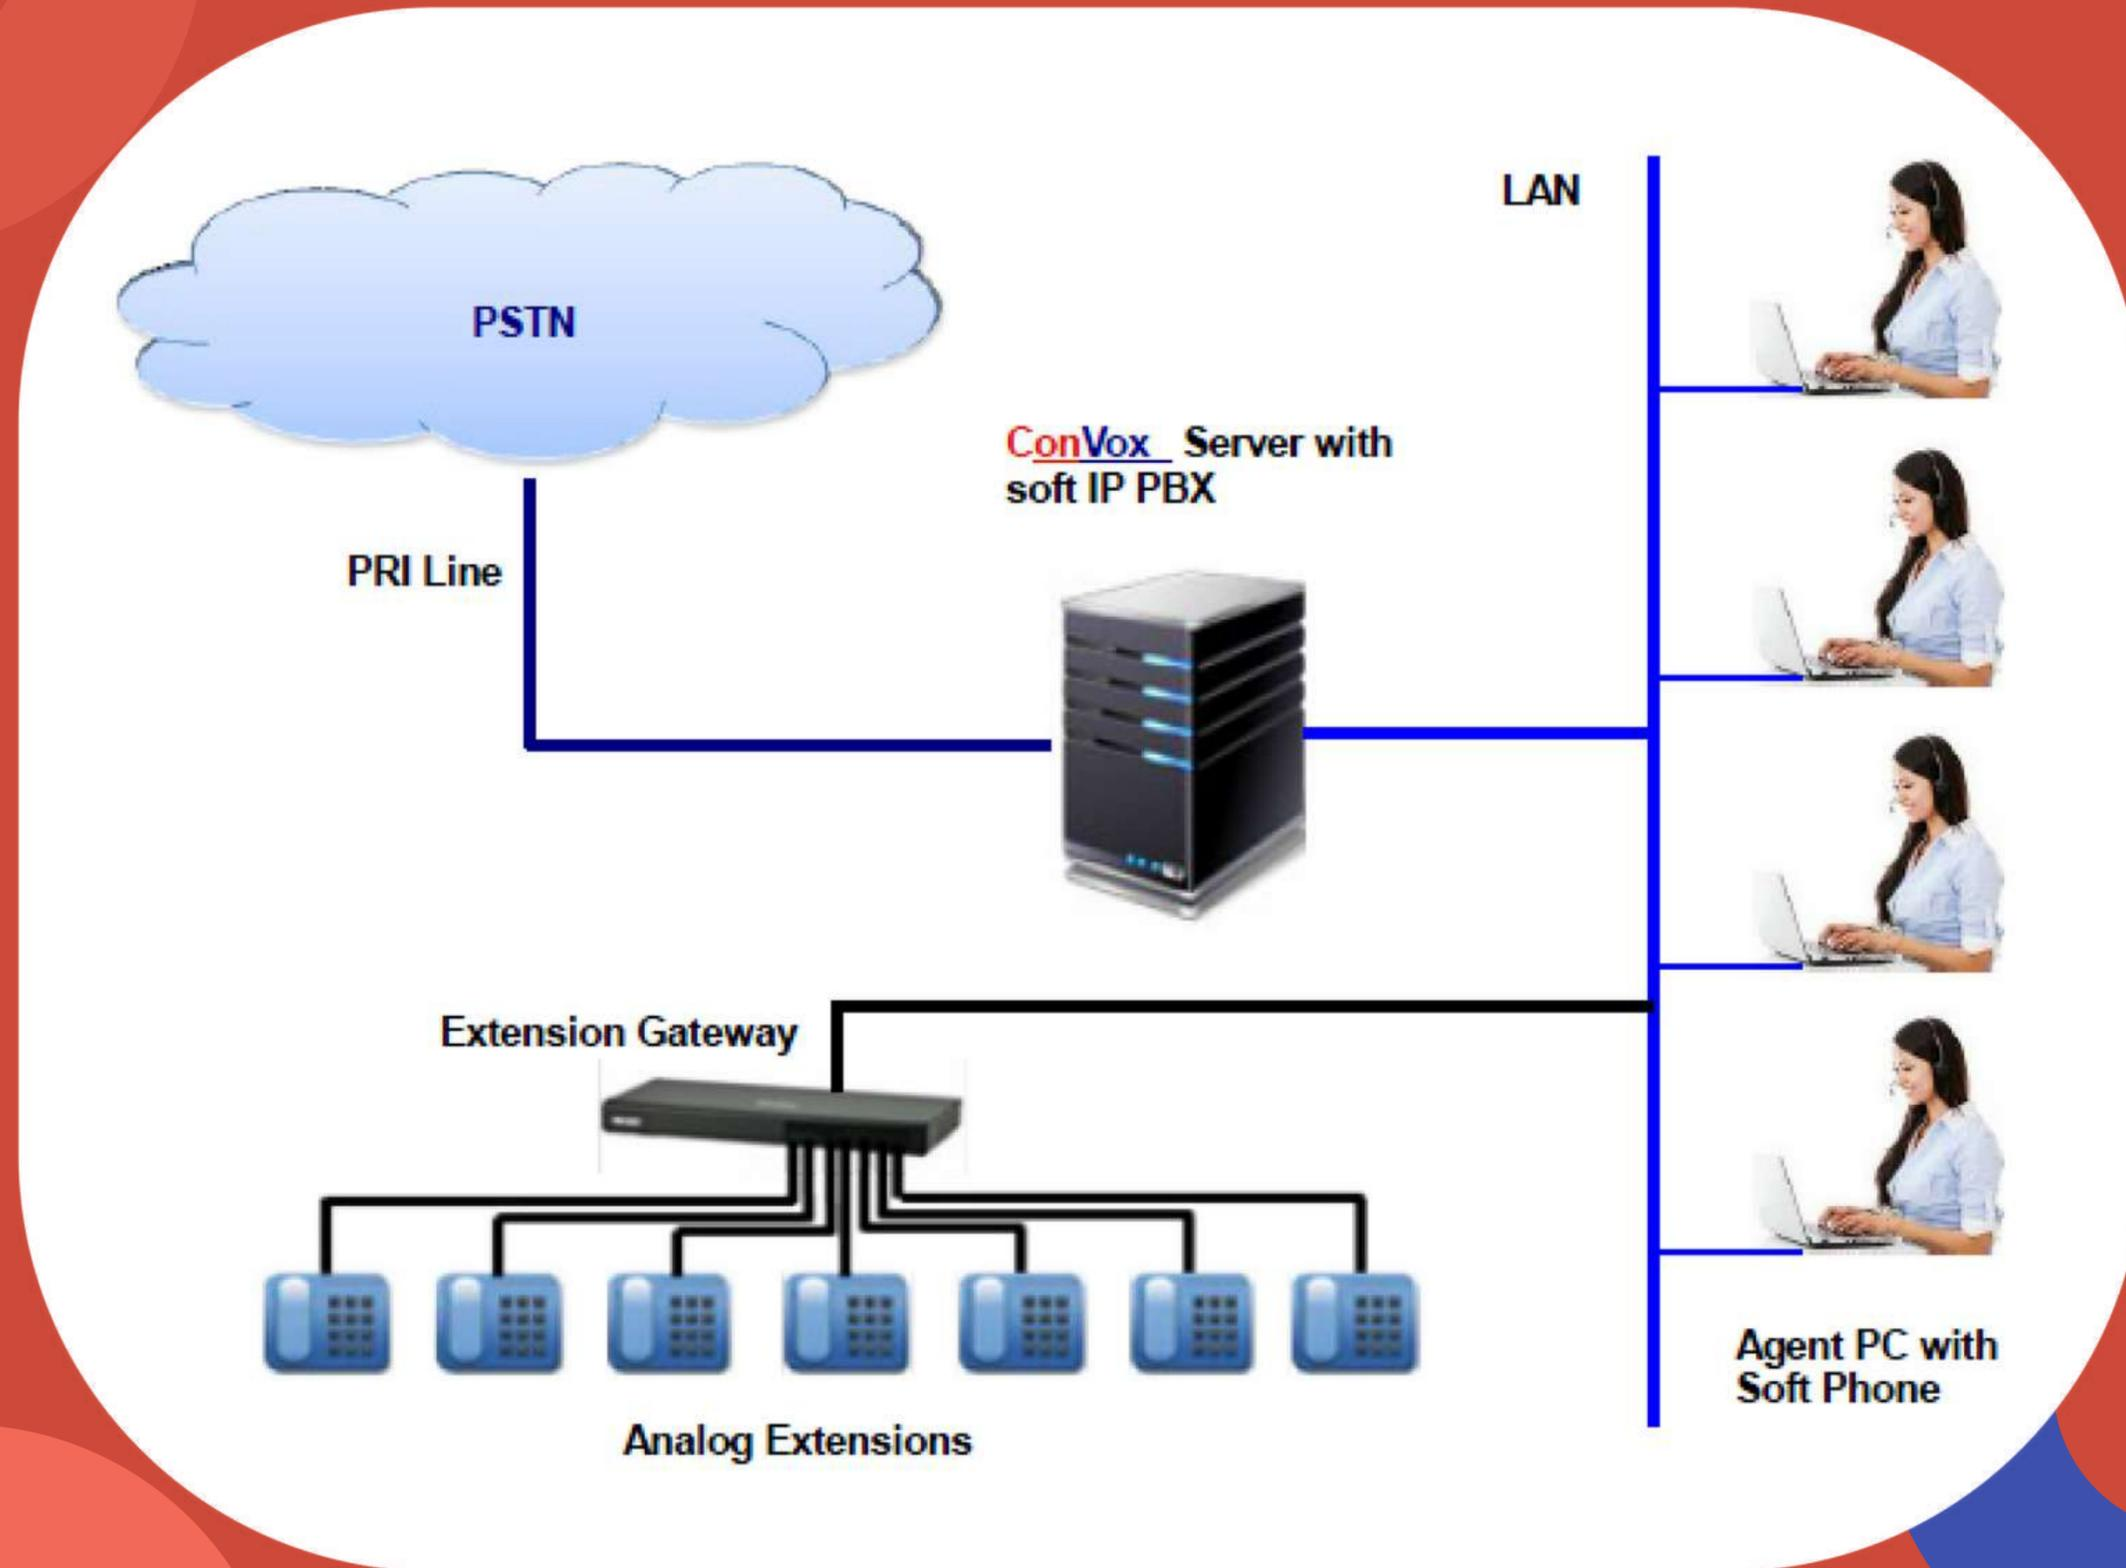 LAN
PSTN
ConVox Server with
soft IP PBX
PRI Line
Extension Gateway
Analog Extensions
Agent PC with
Soft Phone